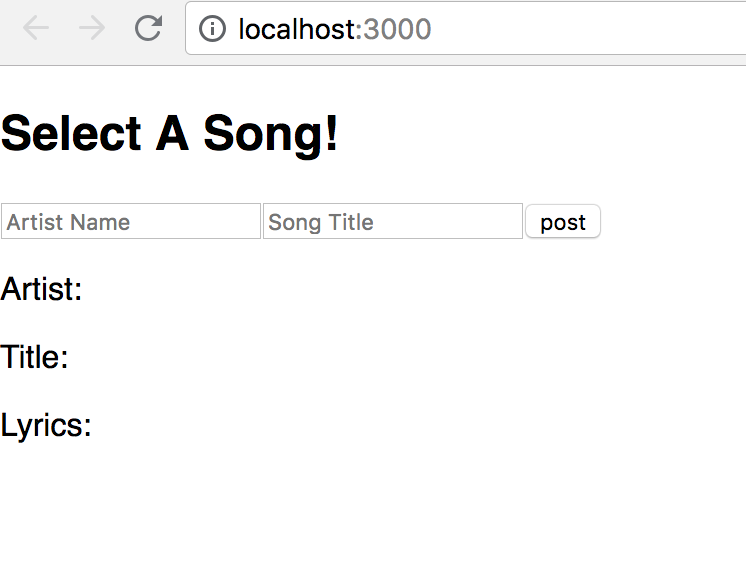 localhost:3000
Select A Song!
Artist Name Song Title post
Artist:
Title:
Lyrics: